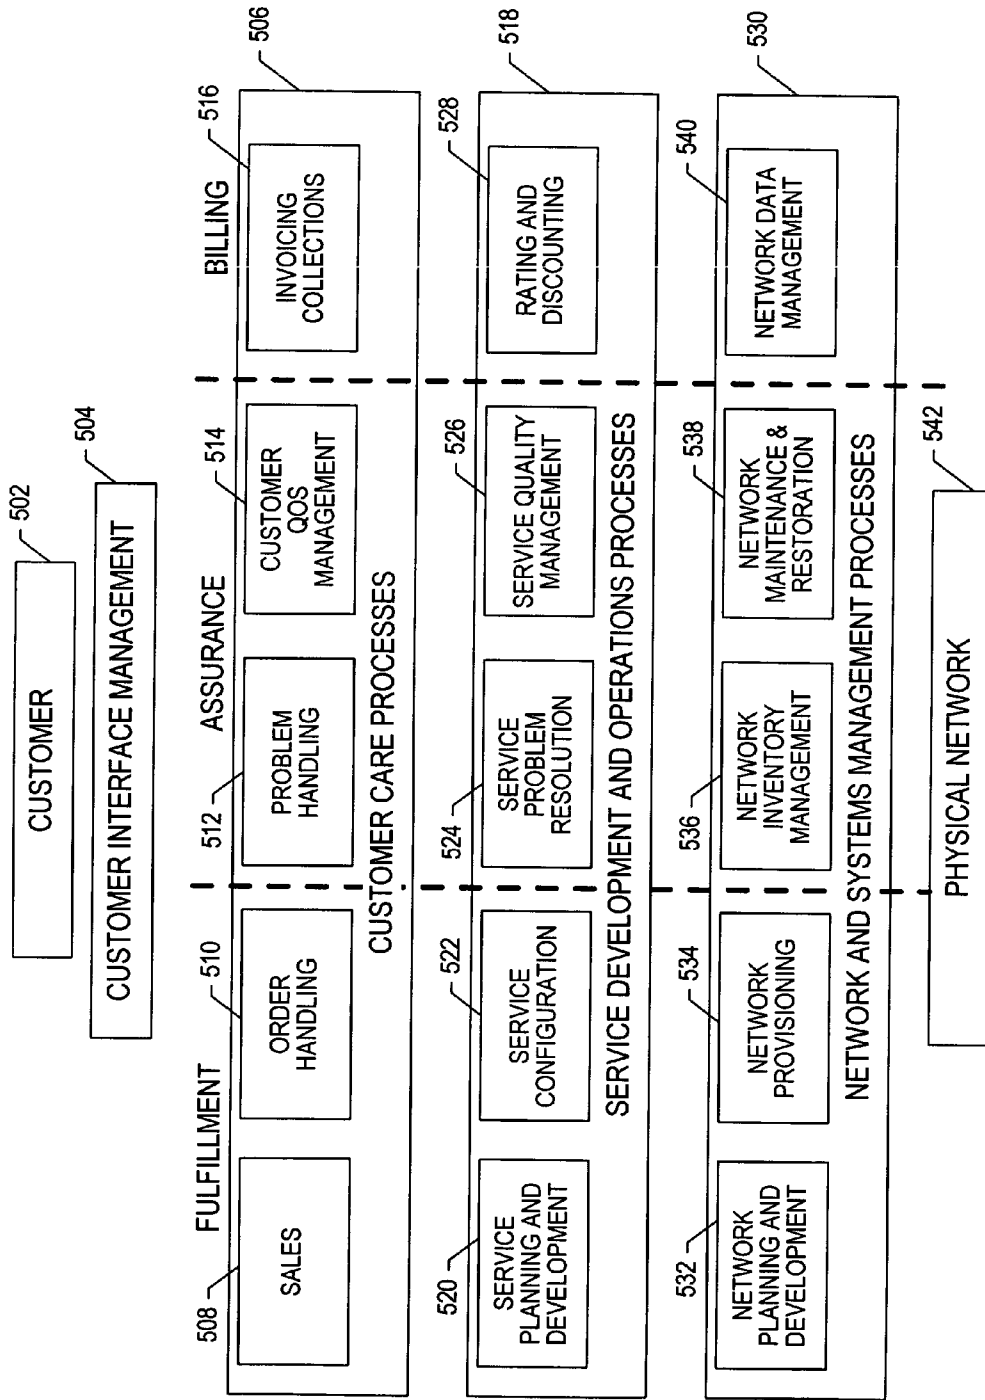 CUSTOMER
502
CUSTOMER INTERFACE MANAGEMENT
504
FULFILLMENT
ASSURANCE
BILLING
508
510
512
514
516
506
SALES
ORDER
HANDLING
PROBLEM
HANDLING
CUSTOMER
QOS
MANAGEMENT
INVOICING
COLLECTIONS
CUSTOMER CARE PROCESSES
520
522
524
526
528
518
SERVICE
PLANNING AND
DEVELOPMENT
SERVICE
CONFIGURATION
SERVICE
PROBLEM
RESOLUTION
SERVICE QUALITY
MANAGEMENT
RATING AND
DISCOUNTING
SERVICE DEVELOPMENT AND OPERATIONS PROCESSES
532
534
536
538
540
530
NETWORK
PLANNING AND
DEVELOPMENT
NETWORK
PROVISIONING
NETWORK
INVENTORY
MANAGEMENT
NETWORK
MAINTENANCE &
RESTORATION
NETWORK DATA
MANAGEMENT
NETWORK AND SYSTEMS MANAGEMENT PROCESSES
542
PHYSICAL NETWORK